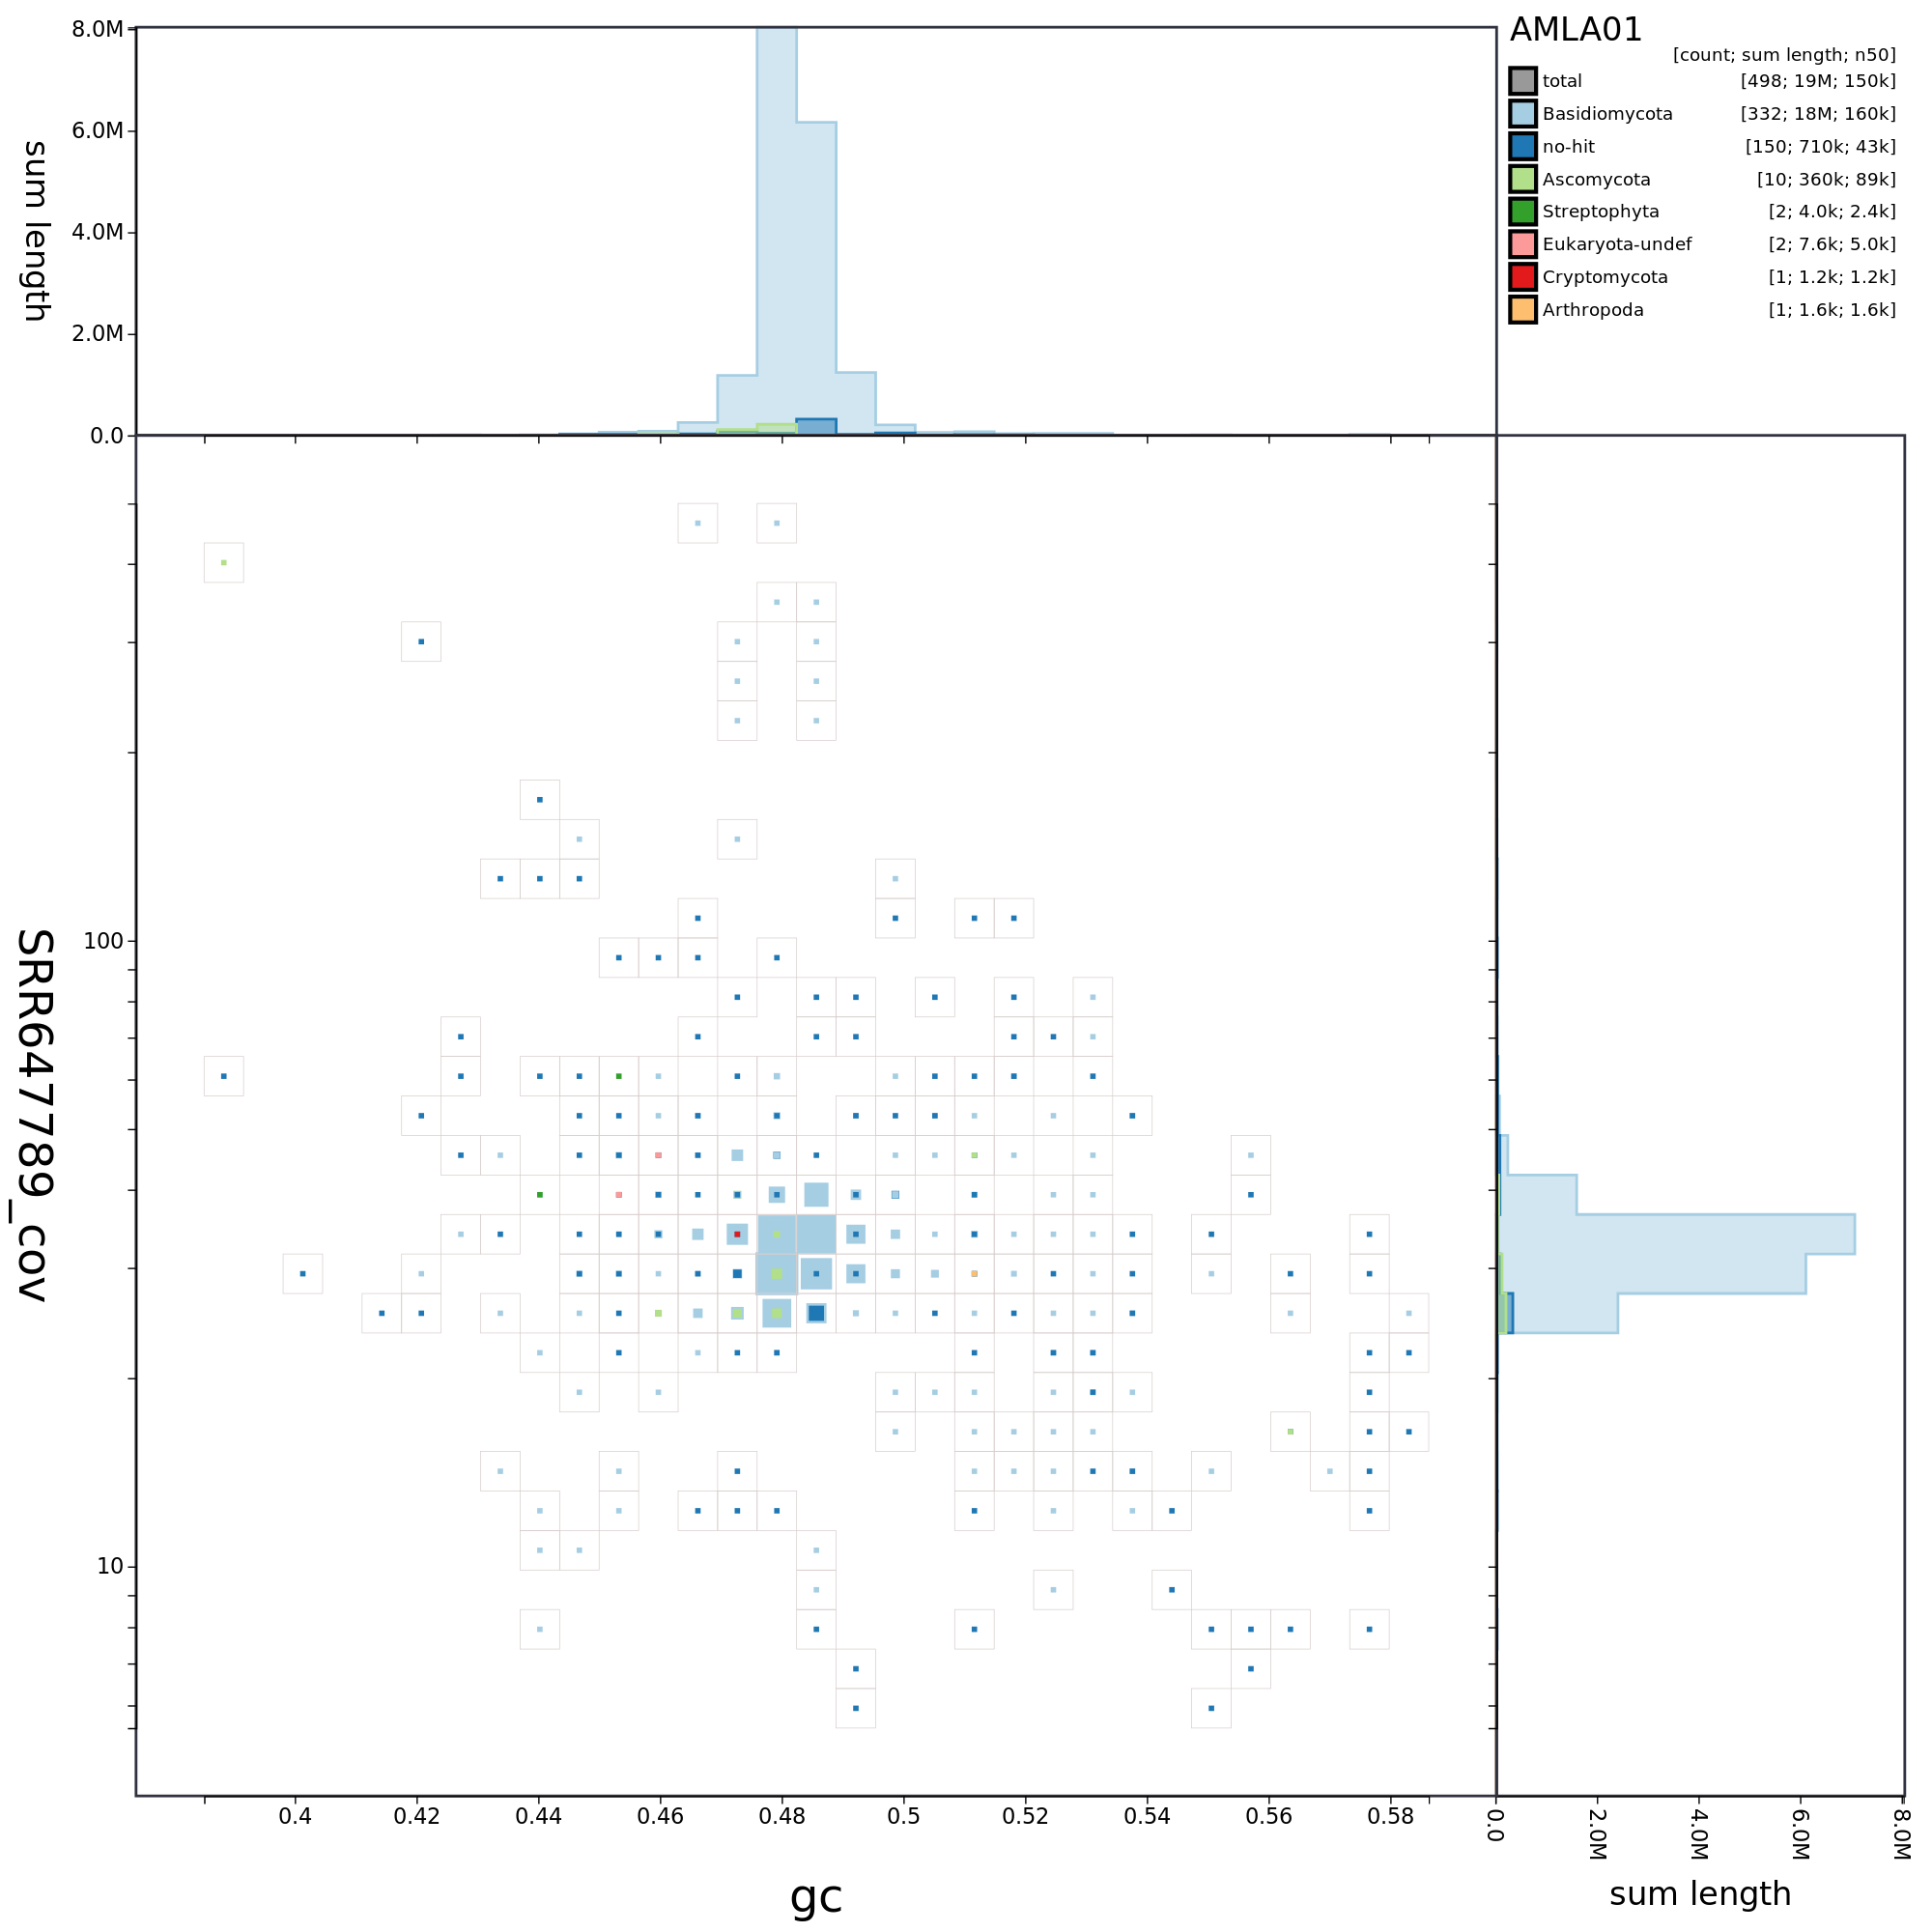 AMLA01
[count; sum length; n50]
total [498; 19M; 150k]
Basidiomycota [332; 18M; 160k]
no-hit [150; 710k; 43k]
Ascomycota [10; 360k; 89k]
Streptophyta [2; 4.0k; 2.4k]
Eukaryota-undef [2; 7.6k; 5.0k]
Cryptomycota [1; 1.2k; 1.2k]
Arthropoda [1; 1.6k; 1.6k]
8.0M
6.0M
4.0M
2.0M
0.0
sum length
100
10
SRR647789_cov
0.4 0.42 0.44 0.46 0.48 0.5 0.52 0.54 0.56 0.58
gc
0.0 2.0M 4.0M 6.0M 8.0M
sum length